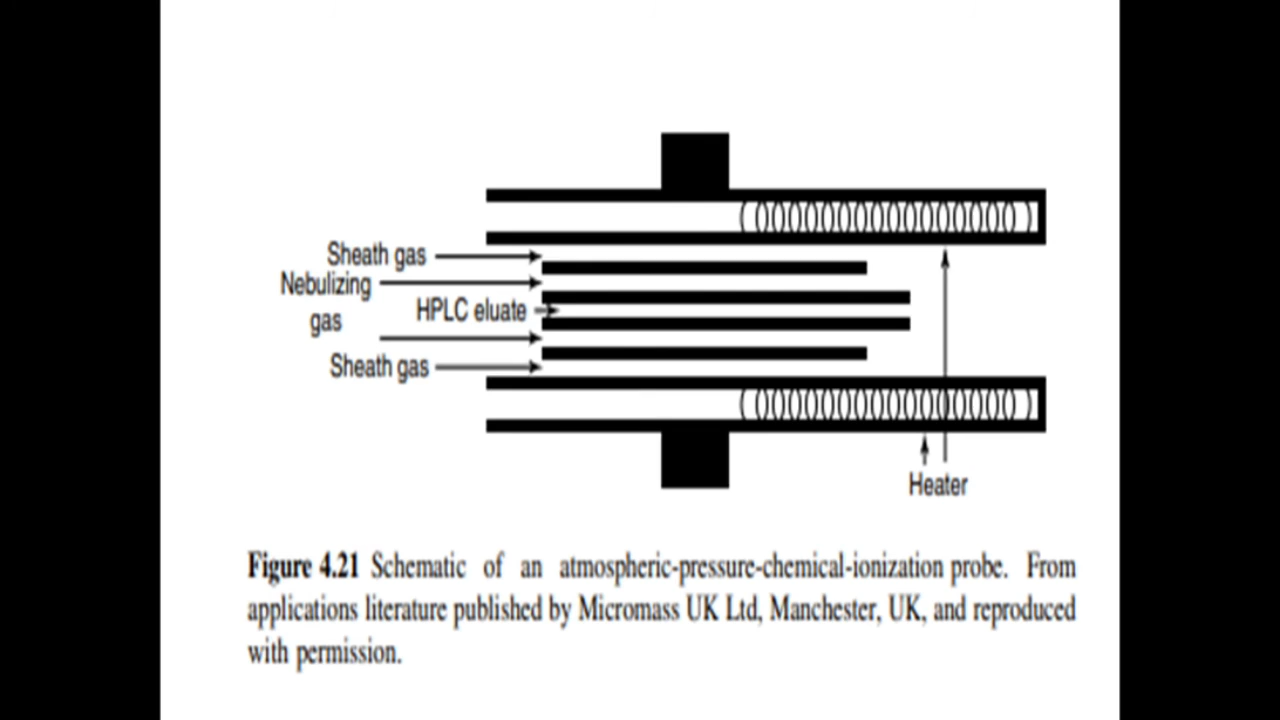 Sheath gas
Nebulizing
gas
HPLC eluate
Sheath gas
Heater
Figure 4.21 Schematic of an atmospheric-pressure-chemical-ionization probe. From
applications literature published by Micromass UK Ltd, Manchester, UK, and reproduced
with permission.